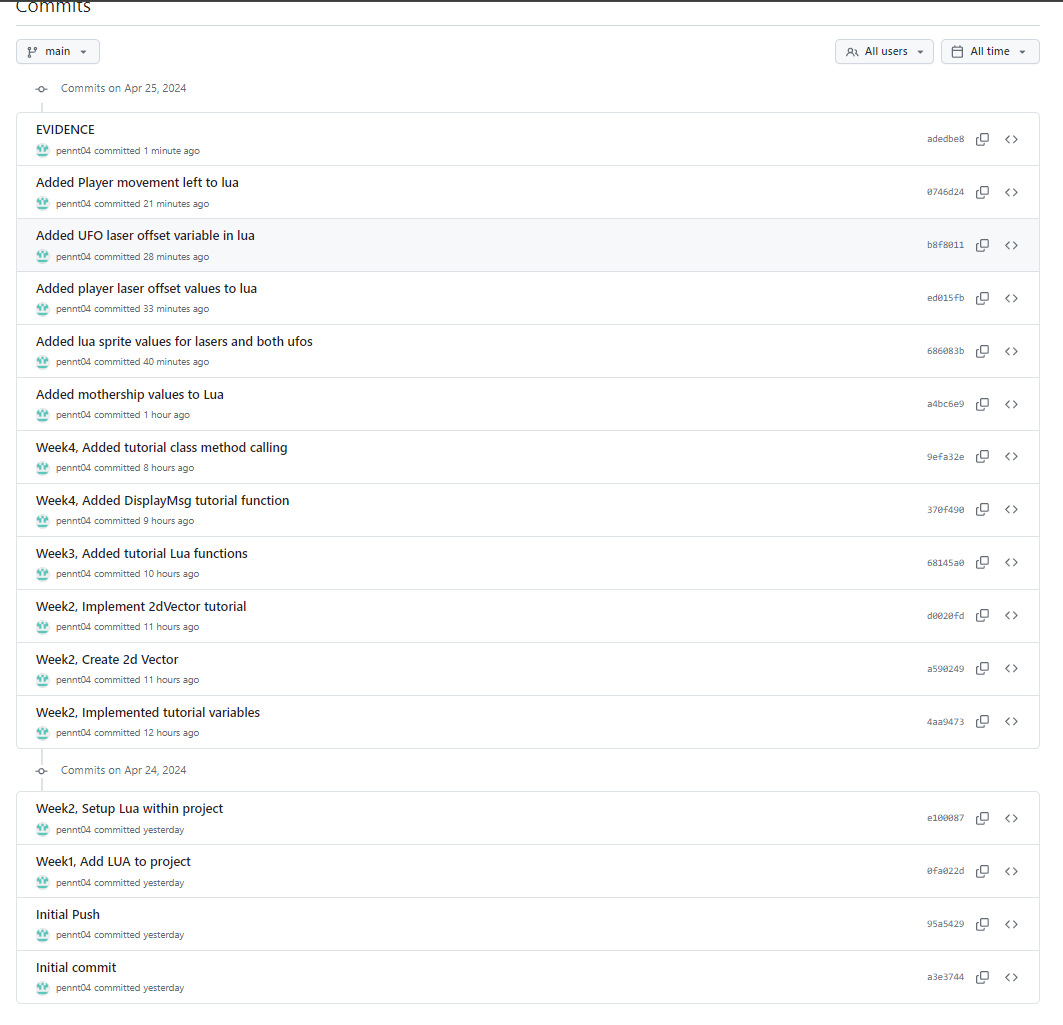 Commits
main
All users
All time
Commits on Apr 25, 2024
EVIDENCE
adedbe8
pennt04 committed 1 minute ago
Added Player movement left to lua
0746d24
pennt04 committed 21 minutes ago
Added UFO laser offset variable in lua
b8f8011
pennt04 committed 28 minutes ago
Added player laser offset values to lua
ed015fb
pennt04 committed 33 minutes ago
Added lua sprite values for lasers and both ufos
686083b
pennt04 committed 40 minutes ago
Added mothership values to Lua
a4bc6e9
pennt04 committed 1 hour ago
Week4, Added tutorial class method calling
9efa32e
pennt04 committed 8 hours ago
Week4, Added DisplayMsg tutorial function
370f490
pennt04 committed 9 hours ago
Week3, Added tutorial Lua functions
68145a0
pennt04 committed 10 hours ago
Week2, Implement 2dVector tutorial
d0020fd
pennt04 committed 11 hours ago
Week2, Create 2d Vector
a590249
pennt04 committed 11 hours ago
Week2, Implemented tutorial variables
4aa9473
pennt04 committed 12 hours ago
Commits on Apr 24, 2024
Week2, Setup Lua within project
e100087
pennt04 committed yesterday
Week1, Add LUA to project
0fa022d
pennt04 committed yesterday
Initial Push
95a5429
pennt04 committed yesterday
Initial commit
a3e3744
pennt04 committed yesterday